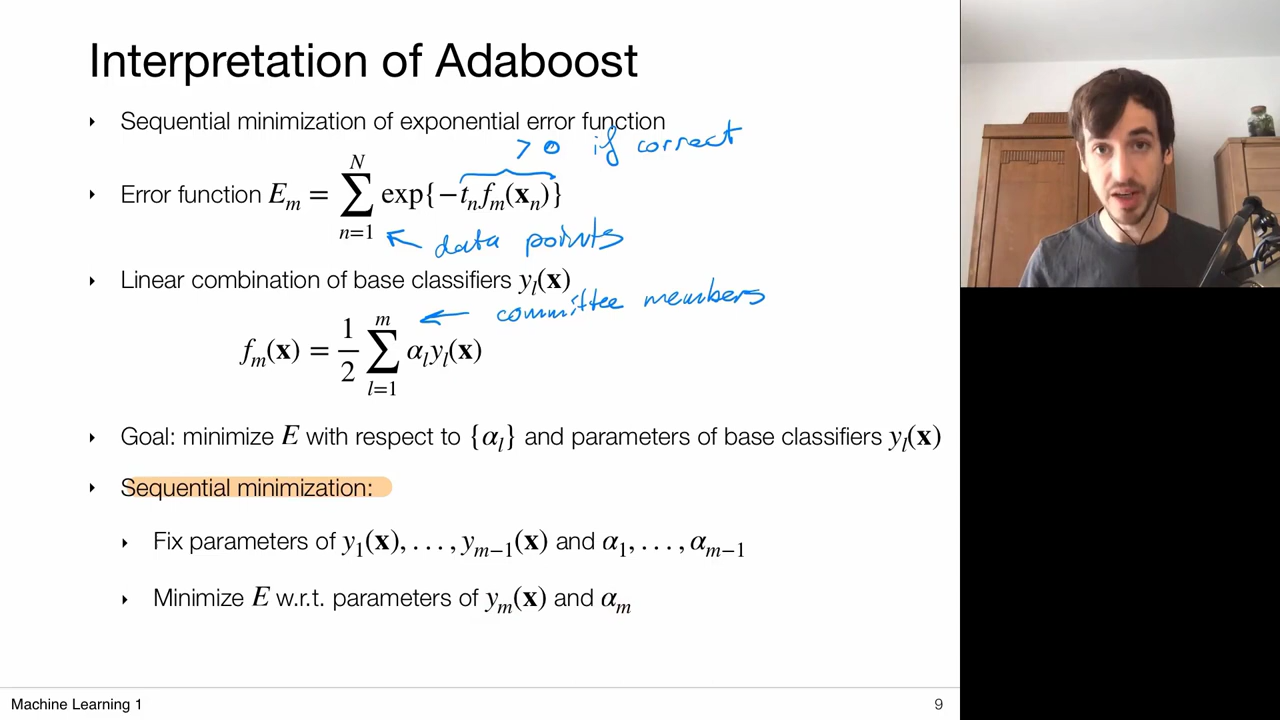 Interpretation of Adaboost
‣ Sequential minimization of exponential error function
> 0 if correct
‣ Error function E_m = \sum_{n=1}^{N} exp{−t_n f_m(x_n)}
← data points
‣ Linear combination of base classifiers y_l(x)
← committee members
f_m(x) = \frac{1}{2} \sum_{l=1}^{m} α_l y_l(x)
‣ Goal: minimize E with respect to {α_l} and parameters of base classifiers y_l(x)
‣ Sequential minimization:
‣ Fix parameters of y_1(x), . . . , y_{m−1}(x) and α_1, . . . , α_{m−1}
‣ Minimize E w.r.t. parameters of y_m(x) and α_m
Machine Learning 1
9